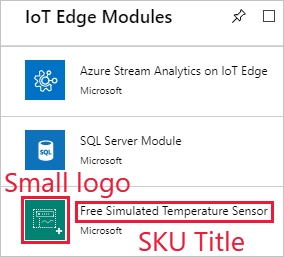 IoT Edge Modules
Azure Stream Analytics on IoT Edge
Microsoft
SQL
SQL Server Module
Microsoft
Small logo
Free Simulated Temperature Sensor
Microsoft
SKU Title